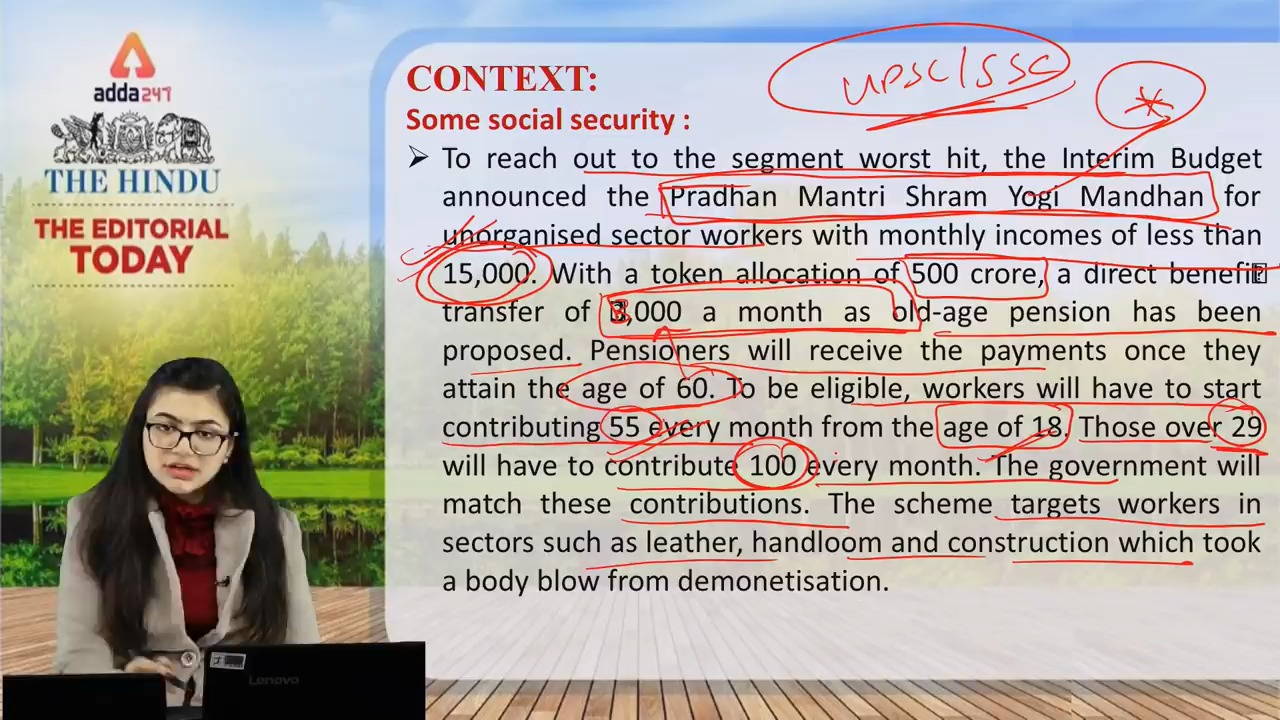 adda247
THE HINDU
THE EDITORIAL
TODAY
UPSC/SSC
CONTEXT:
Some social security :
➤ To reach out to the segment worst hit, the Interim Budget
announced the Pradhan Mantri Shram Yogi Mandhan for
unorganised sector workers with monthly incomes of less than
15,000. With a token allocation of 500 crore, a direct benefit
transfer of 3,000 a month as old-age pension has been
proposed. Pensioners will receive the payments once they
attain the age of 60. To be eligible, workers will have to start
contributing 55 every month from the age of 18. Those over 29
will have to contribute 100 every month. The government will
match these contributions. The scheme targets workers in
sectors such as leather, handloom and construction which took
a body blow from demonetisation.
Lenovo